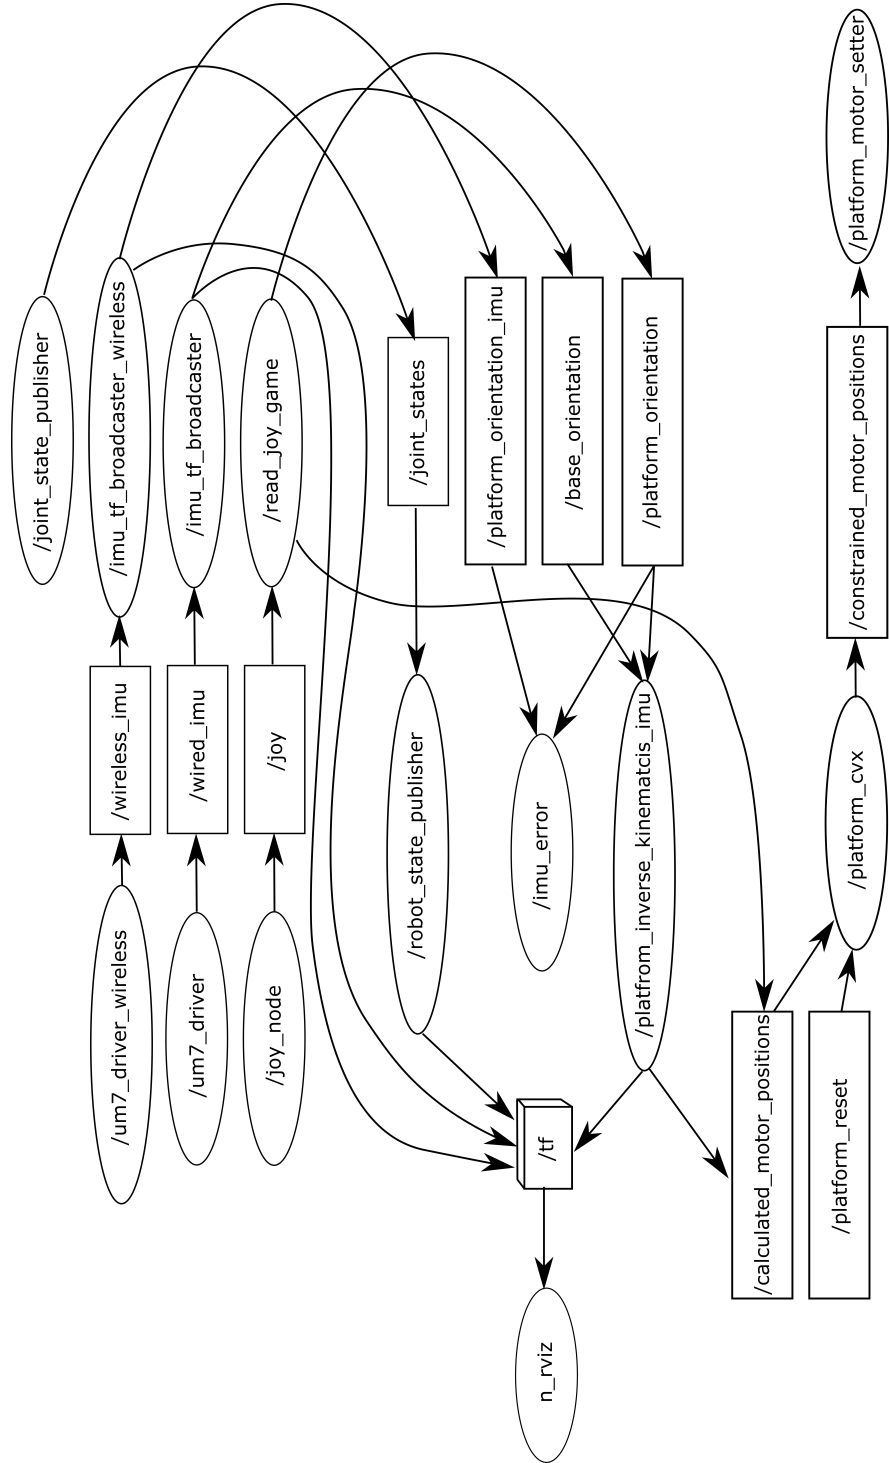 /joint_state_publisher
/imu_tf_broadcaster_wireless
/imu_tf_broadcaster
/read_joy_game
/wireless_imu
/wired_imu
/joy
/um7_driver_wireless
/um7_driver
/joy_node
/joint_states
/platform_orientation_imu
/base_orientation
/platform_orientation
/robot_state_publisher
/imu_error
/platfrom_inverse_kinematcis_imu
/tf
n_rviz
/calculated_motor_positions
/platform_reset
/platform_cvx
/constrained_motor_positions
/platform_motor_setter